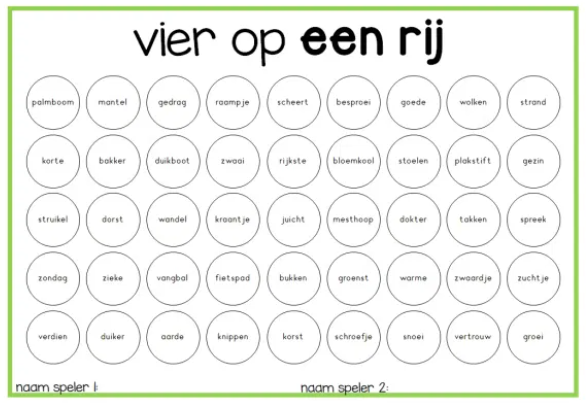 vier op een rij
palmboom mantel gedrag raampje scheert besproei goede wolken strand
korte bakker duikboot zwaai rijkste bloemkool stoelen plakstift gezin
struikel dorst wandel kraantje juicht mesthoop dokter takken spreek
zondag zieke vangbal fietspad bukken groenst warme zwaardje zuchtje
verdien duiker aarde knippen korst schroefje snoei vertrouw groei
naam speler 1: naam speler 2: